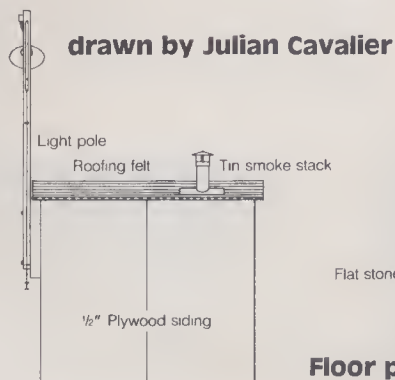 drawn by Julian Cavalier
Light pole
Roofing felt
Tin smoke stack
Flat stone
½" Plywood siding
Floor p